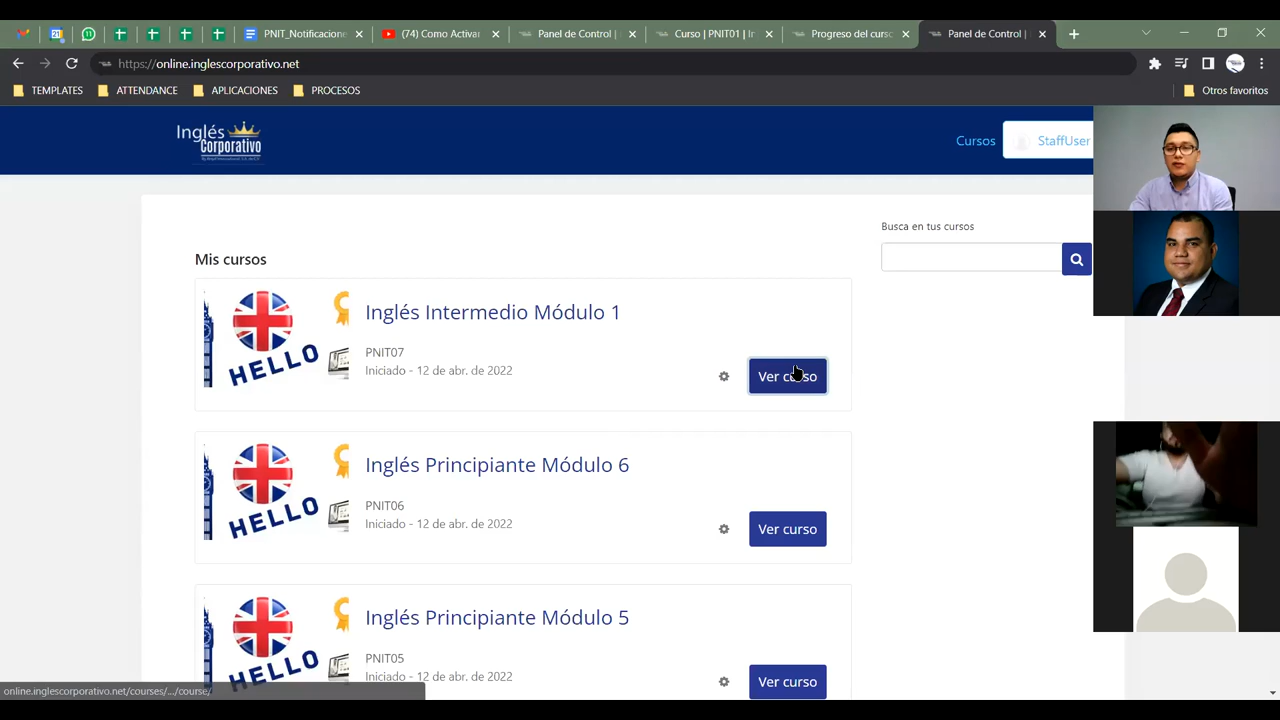 PNIT_Notificacione
(74) Como Activar
Panel de Control |
Curso | PNIT01 | I
Progreso del curso
Panel de Control |
https://online.inglescorporativo.net
TEMPLATES
ATTENDANCE
APLICACIONES
PROCESOS
Otros favoritos
Inglés
Corporativo
Cursos
StaffUser
Busca en tus cursos
Mis cursos
HELLO
Inglés Intermedio Módulo 1
PNIT07
Iniciado - 12 de abr. de 2022
Ver curso
HELLO
Inglés Principiante Módulo 6
PNIT06
Iniciado - 12 de abr. de 2022
Ver curso
HELLO
Inglés Principiante Módulo 5
PNIT05
Iniciado - 12 de abr. de 2022
Ver curso
online.inglescorporativo.net/courses/.../course/